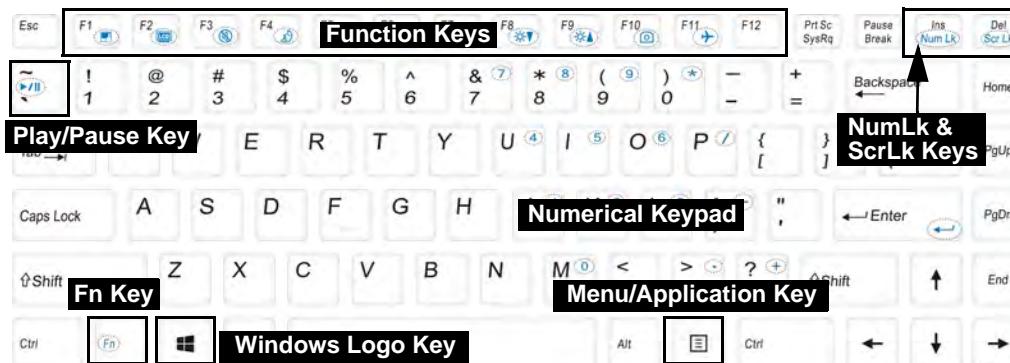 Esc F1 F2 LCD F3 F4 Function Keys F8 F9 F10 F11 F12 Prt Sc SysRq Pause Break Ins Num Lk Del Scr Lk
~ ` ! 1 @ 2 # 3 $ 4 % 5 ^ 6 & 7 7 * 8 8 ( 9 9 ) 0 * _ - + = Backspace Home
Play/Pause Key E R T Y U 4 I 5 O 6 P / { [ } ] NumLk & PgUp
ScrLk Keys
Caps Lock A S D F G H Numerical Keypad " ' Enter PgDn
Shift Z X C V B N M 0 < > . ? + Shift End
Fn Key Menu/Application Key
Ctrl Fn Windows Logo Key Alt Ctrl